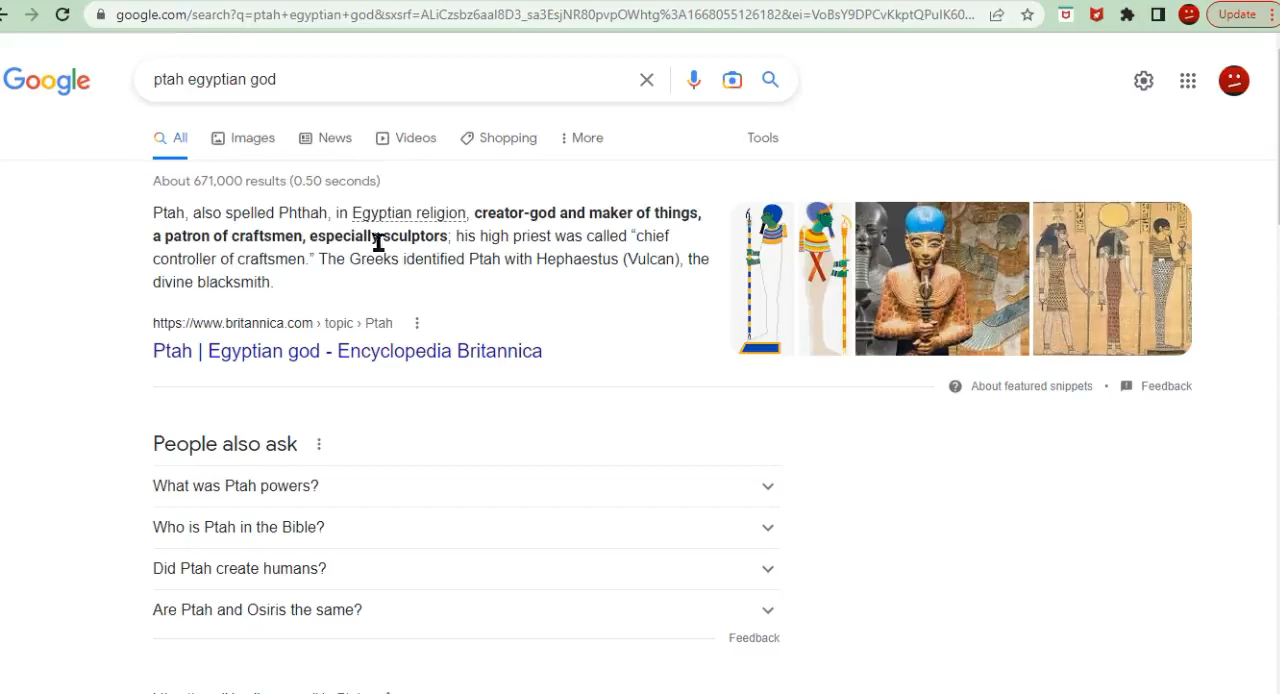 google.com/search?q=ptah+egyptian+god&sxsrf=ALiCzsbz6aal8D3_sa3EsjNR80pvpOWhtg%3A1668055126182&ei=VoBsY9DPCvKkptQPulK60...
Update
Google
ptah egyptian god
All Images News Videos Shopping More Tools
About 671,000 results (0.50 seconds)
Ptah, also spelled Phthah, in Egyptian religion, creator-god and maker of things,
a patron of craftsmen, especially sculptors; his high priest was called “chief
controller of craftsmen.” The Greeks identified Ptah with Hephaestus (Vulcan), the
divine blacksmith.
https://www.britannica.com › topic › Ptah
Ptah | Egyptian god - Encyclopedia Britannica
About featured snippets • Feedback
People also ask
What was Ptah powers?
Who is Ptah in the Bible?
Did Ptah create humans?
Are Ptah and Osiris the same?
Feedback